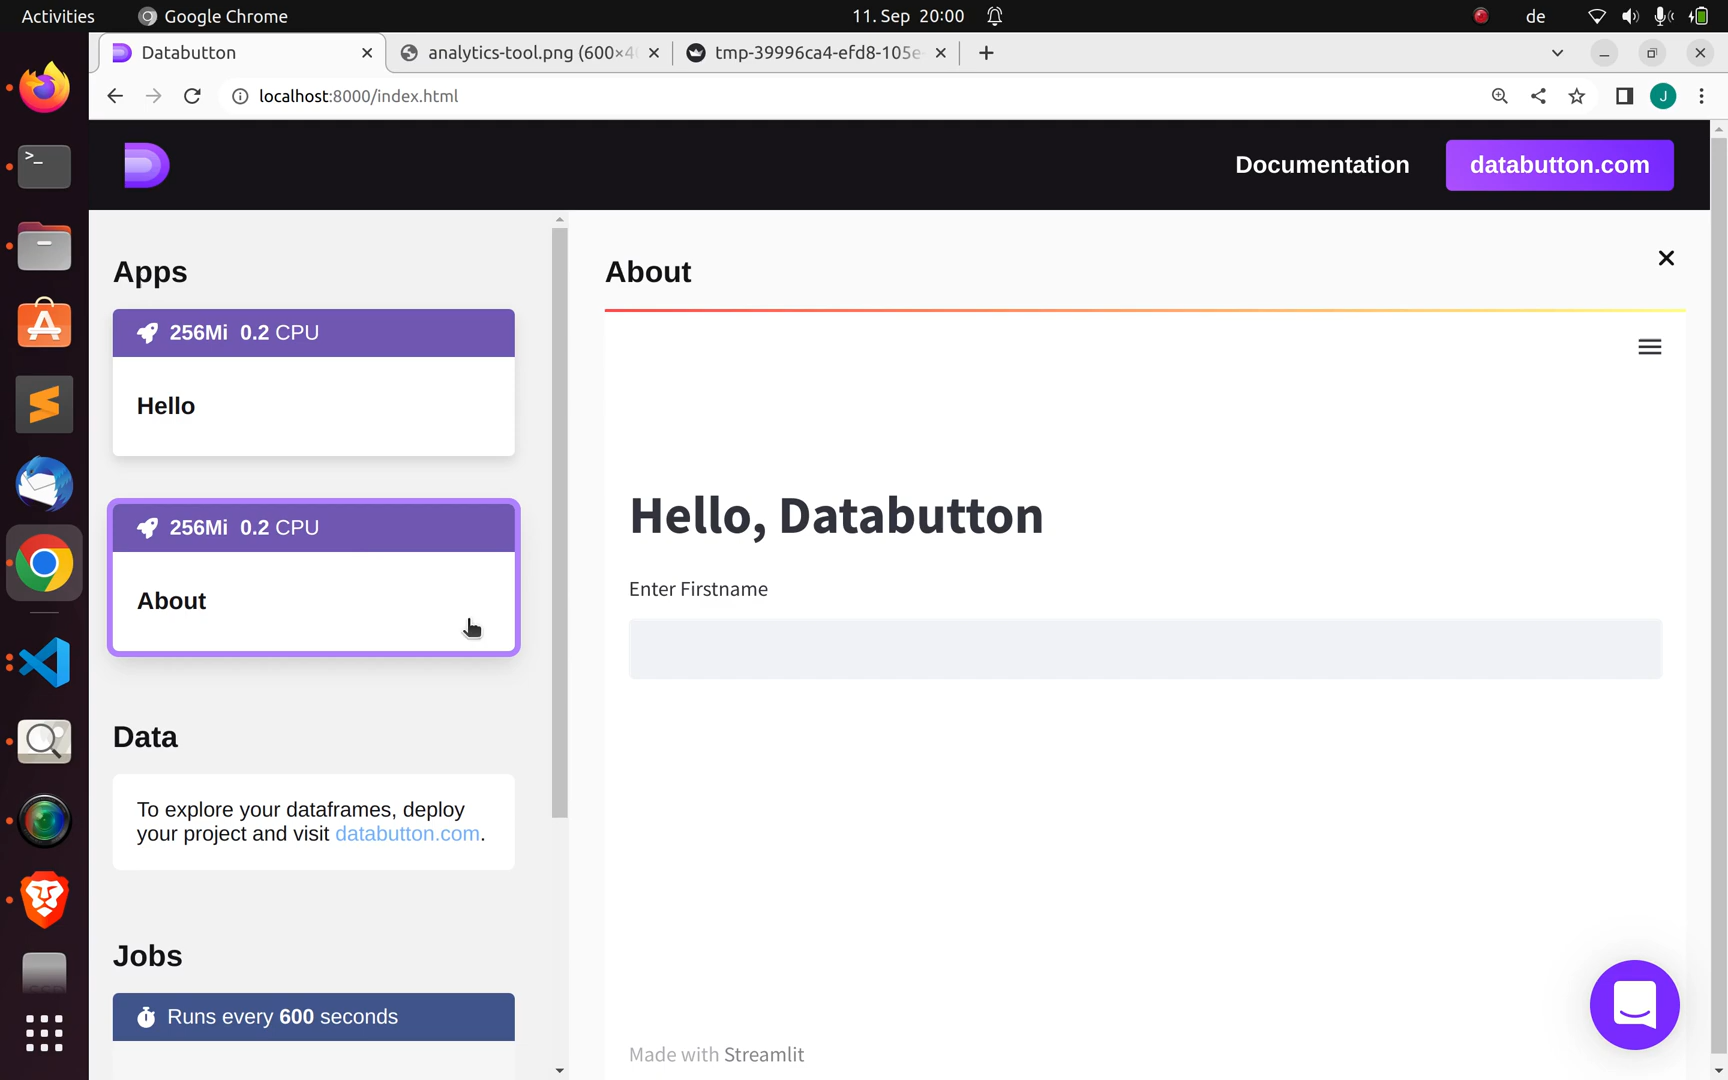 Activities
Google Chrome
11. Sep 20:00
de
Databutton
analytics-tool.png (600×4
tmp-39996ca4-efd8-105e-
localhost:8000/index.html
J
Documentation
databutton.com
Apps
256Mi 0.2 CPU
Hello
256Mi 0.2 CPU
About
Data
To explore your dataframes, deploy
your project and visit databutton.com.
Jobs
Runs every 600 seconds
About
Hello, Databutton
Enter Firstname
Made with Streamlit